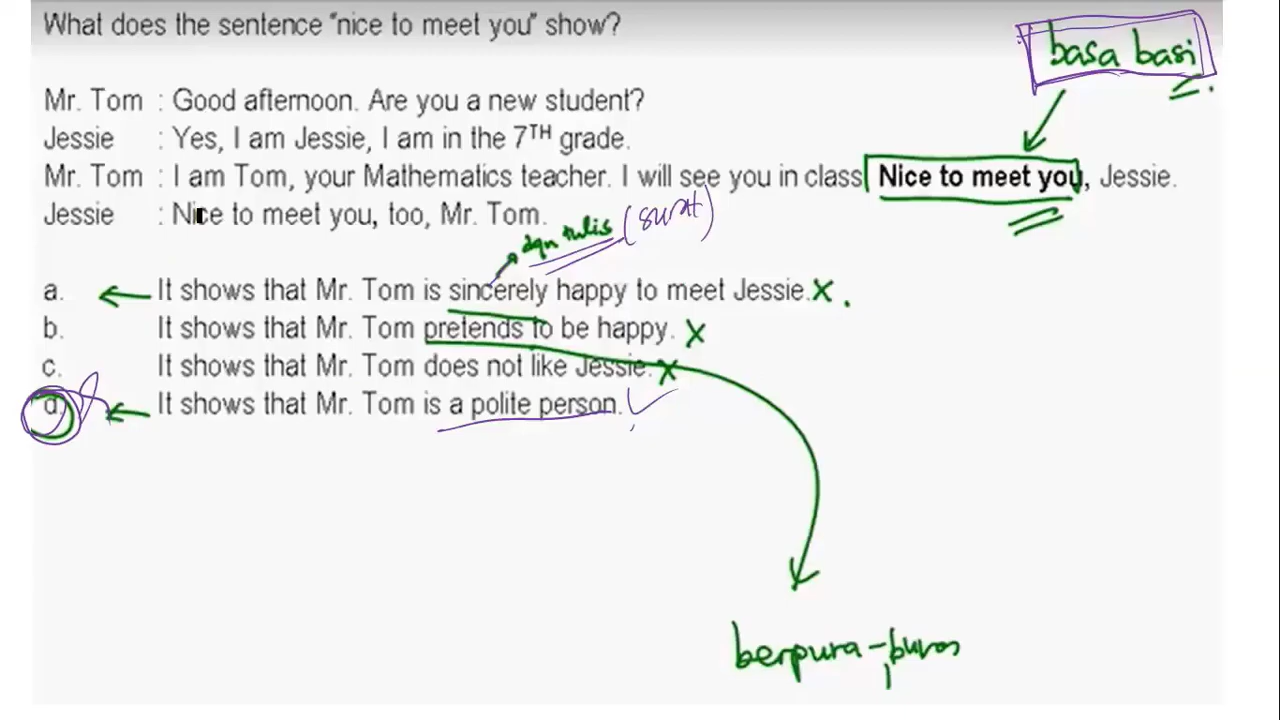 What does the sentence "nice to meet you" show?
basa basi
Mr. Tom : Good afternoon. Are you a new student?
Jessie : Yes, I am Jessie, I am in the 7TH grade.
Mr. Tom : I am Tom, your Mathematics teacher. I will see you in class Nice to meet you, Jessie.
Jessie : Nice to meet you, too, Mr. Tom.
dgn tulis (surat)
a. It shows that Mr. Tom is sincerely happy to meet Jessie. X
b. It shows that Mr. Tom pretends to be happy. X
c. It shows that Mr. Tom does not like Jessie. X
d. It shows that Mr. Tom is a polite person.
berpura-pura